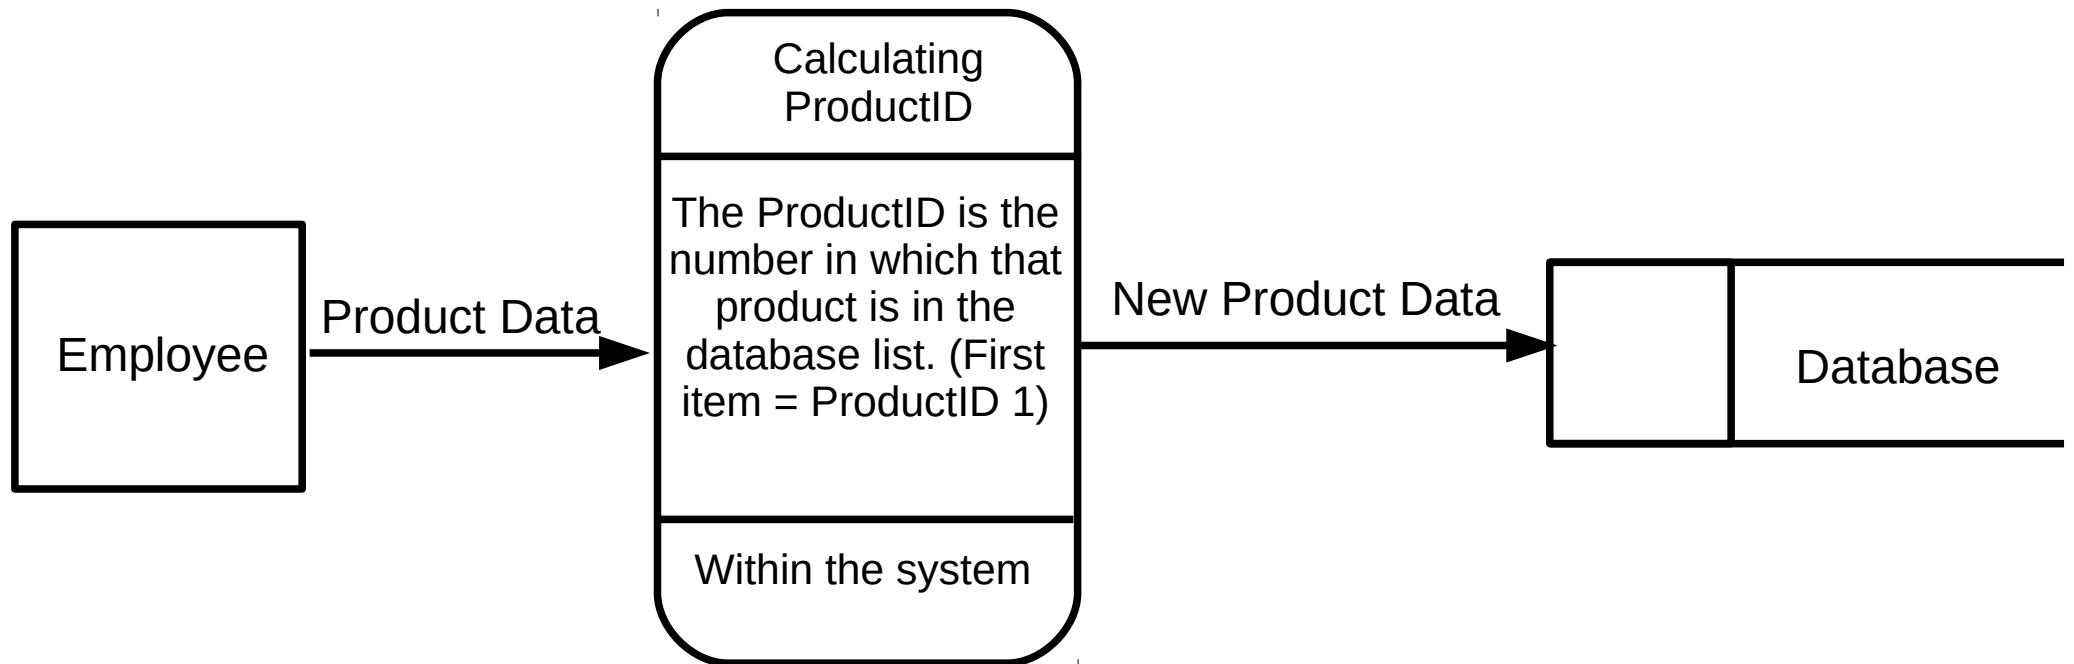 Calculating
ProductID
The ProductID is the
number in which that
product is in the
database list. (First
item = ProductID 1)
Within the system
Employee
Product Data
New Product Data
Database